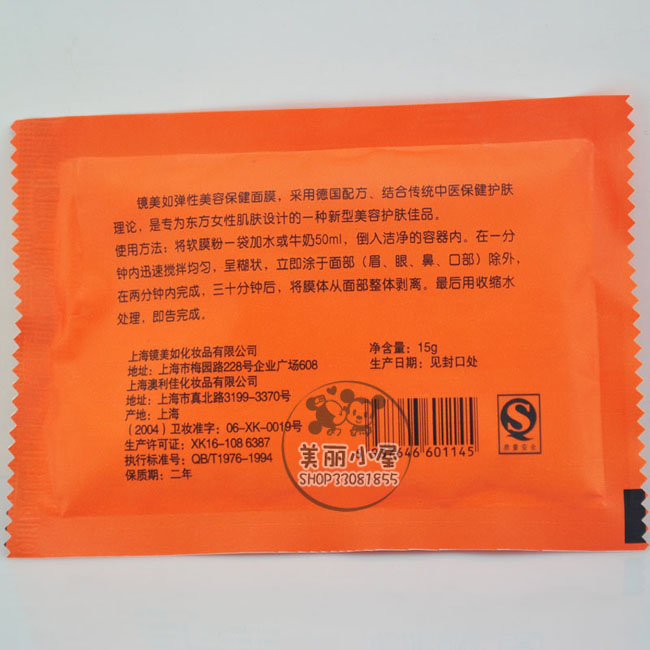 镜美如弹性美容保健面膜，采用德国配方、结合传统中医保健护肤
理论，是专为东方女性肌肤设计的一种新型美容护肤佳品。
使用方法：将软膜粉一袋加水或牛奶50ml，倒入洁净的容器内。在一分
钟内迅速搅拌均匀，呈糊状，立即涂于面部（眉、眼、鼻、口部）除外，
在两分钟内完成，三十分钟后，将膜体从面部整体剥离。最后用收缩水
处理，即告完成。
上海镜美如化妆品有限公司
地址：上海市梅园路228号企业广场608
上海澳利佳化妆品有限公司
地址：上海市真北路3199-3370号
产地：上海
（2004）卫妆准字：06-XK-0019号
生产许可证：XK16-108 6387
执行标准号：QB/T1976-1994
保质期：二年
净含量：15g
生产日期：见封口处
646 601145
质量安全
美丽小屋
SHOP33081855